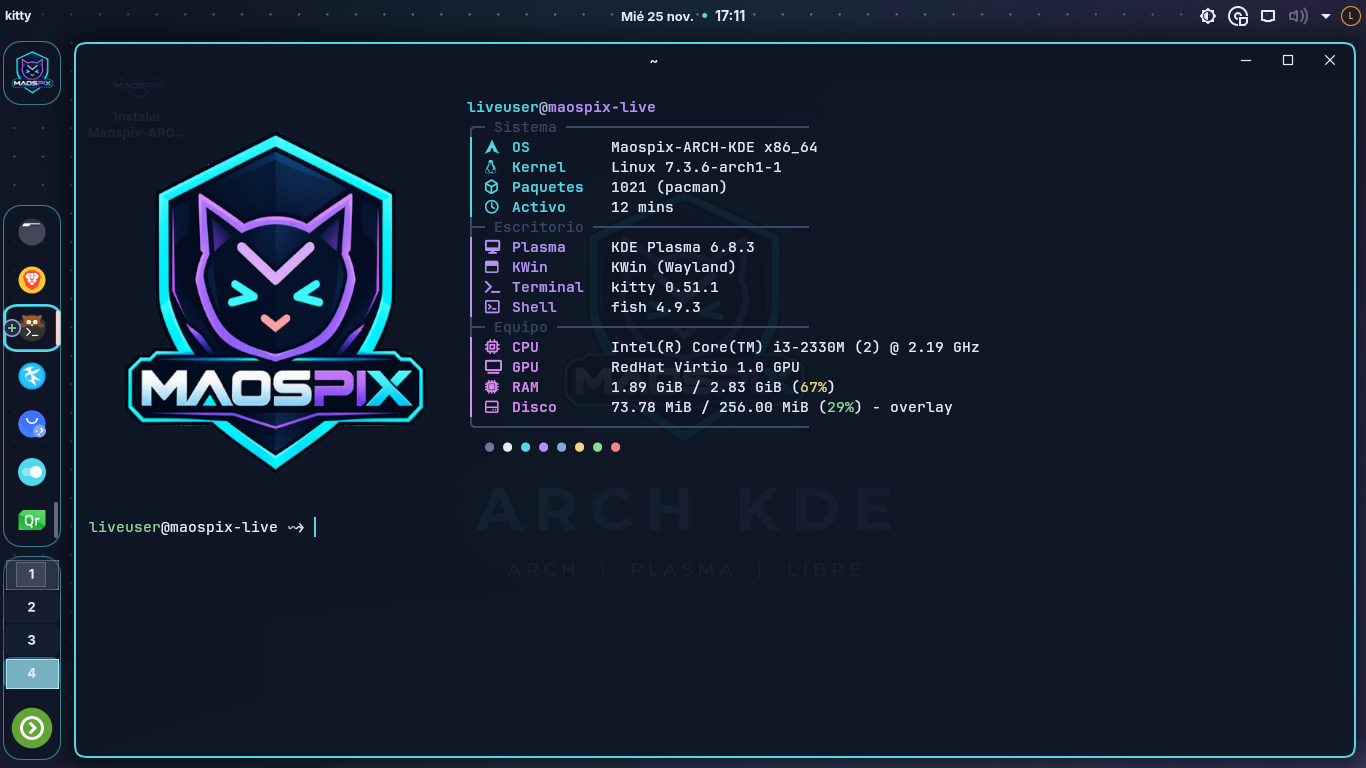 kitty
Mié 25 nov. • 17:11
L
MAOSPIX
~
MAOSPIX
Instalar
Maospix-ARC...
liveuser@maospix-live
Sistema
OS Maospix-ARCH-KDE x86_64
Kernel Linux 7.3.6-arch1-1
Paquetes 1021 (pacman)
Activo 12 mins
Escritorio
Plasma KDE Plasma 6.8.3
KWin KWin (Wayland)
Terminal kitty 0.51.1
Shell fish 4.9.3
Equipo
CPU Intel(R) Core(TM) i3-2330M (2) @ 2.19 GHz
GPU RedHat Virtio 1.0 GPU
RAM 1.89 GiB / 2.83 GiB (67%)
Disco 73.78 MiB / 256.00 MiB (29%) - overlay
MAOSPIX
MAOSPIX
ARCH KDE
liveuser@maospix-live ⇝
ARCH | PLASMA | LIBRE
Qr
1
2
3
4